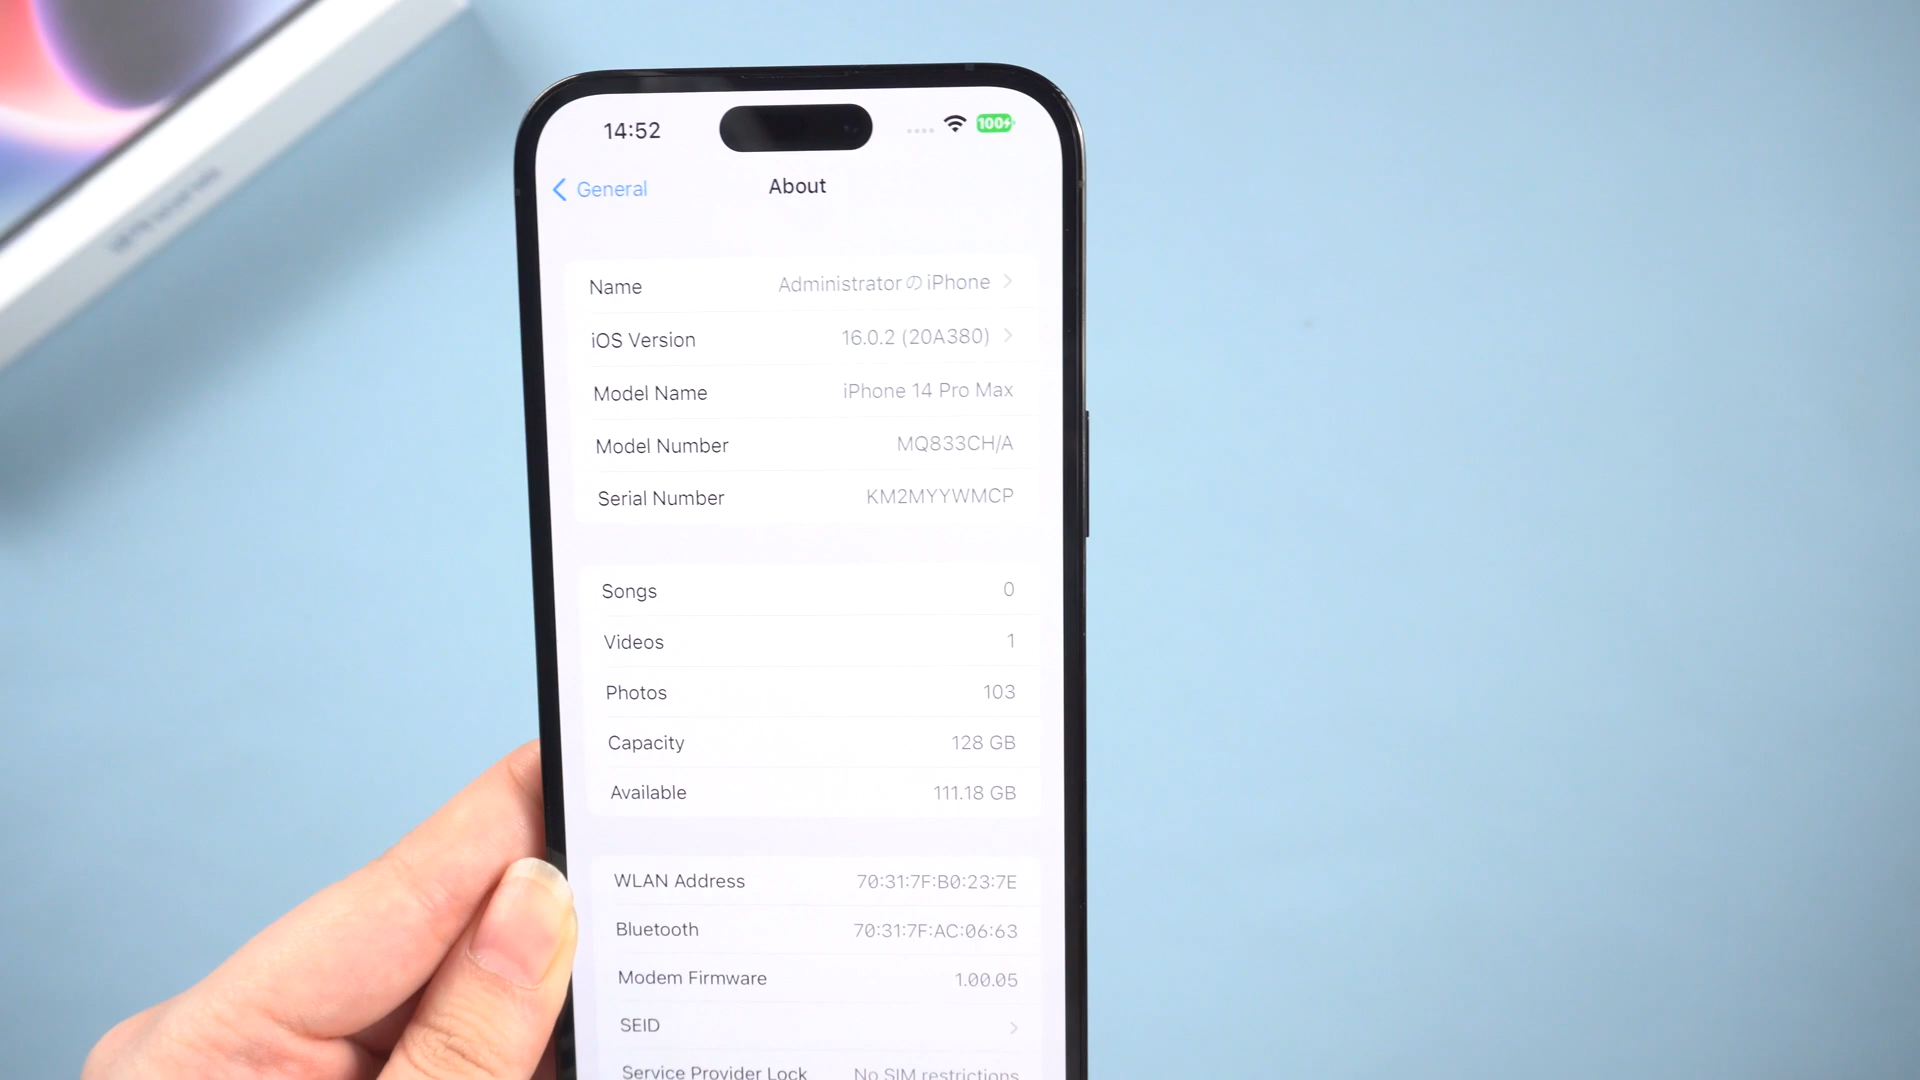 iPhone
14:52
100
General
About
Name AdministratorのiPhone
iOS Version 16.0.2 (20A380)
Model Name iPhone 14 Pro Max
Model Number MQ833CH/A
Serial Number KM2MYYWMCP
Songs 0
Videos 1
Photos 103
Capacity 128 GB
Available 111.18 GB
WLAN Address 70:31:7F:B0:23:7E
Bluetooth 70:31:7F:AC:06:63
Modem Firmware 1.00.05
SEID
Service Provider Lock No SIM restrictions